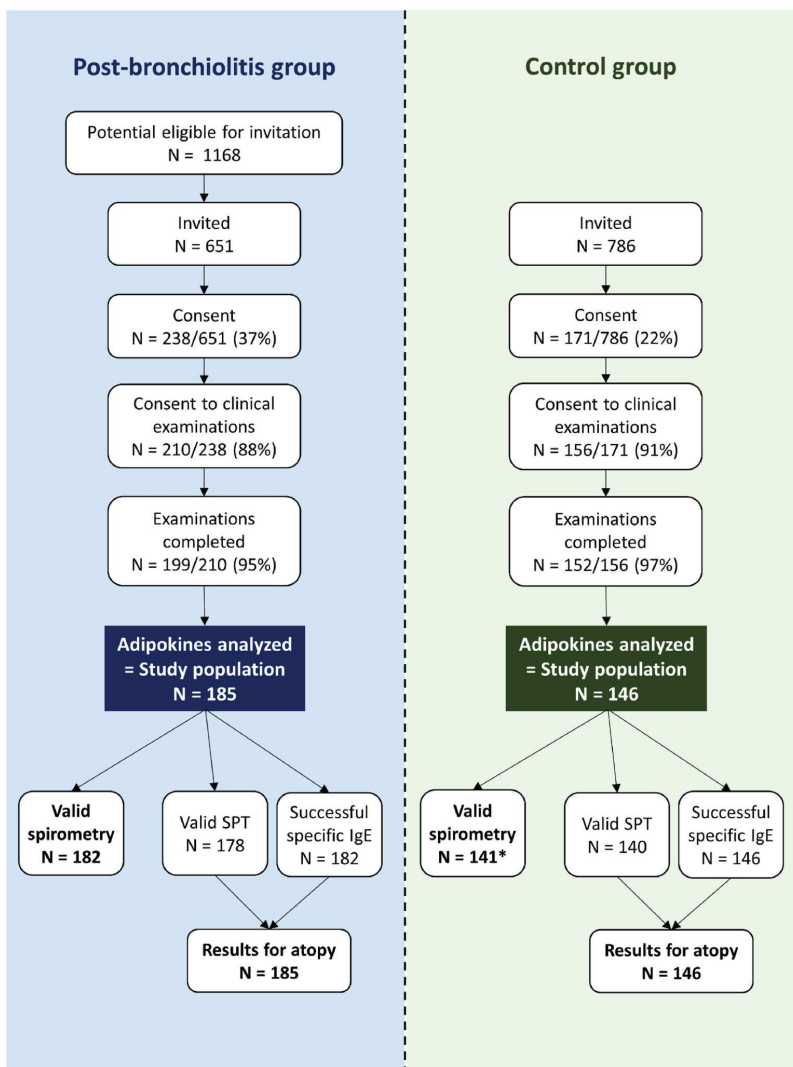 Post-bronchiolitis group
Potential eligible for invitation
N = 1168
Invited
N = 651
Consent
N = 238/651 (37%)
Consent to clinical
examinations
N = 210/238 (88%)
Examinations
completed
N = 199/210 (95%)
Adipokines analyzed
= Study population
N = 185
Valid
spirometry
N = 182
Valid SPT
N = 178
Successful
specific IgE
N = 182
Results for atopy
N = 185
Control group
Invited
N = 786
Consent
N = 171/786 (22%)
Consent to clinical
examinations
N = 156/171 (91%)
Examinations
completed
N = 152/156 (97%)
Adipokines analyzed
= Study population
N = 146
Valid
spirometry
N = 141*
Valid SPT
N = 140
Successful
specific IgE
N = 146
Results for atopy
N = 146